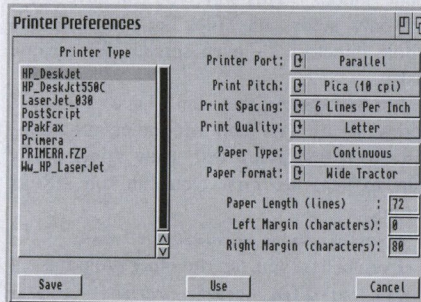 Printer Preferences
Printer Type
HP_DeskJet
HP_DeskJct550C
LaserJet_030
PostScript
PPakFax
Primera
PRIMERA.FZP
Ww_HP_LaserJet
Printer Port: Parallel
Print Pitch: Pica (10 cpi)
Print Spacing: 6 Lines Per Inch
Print Quality: Letter
Paper Type: Continuous
Paper Format: Wide Tractor
Paper Length (lines) : 72
Left Margin (characters): 0
Right Margin (characters): 80
Save
Use
Cancel